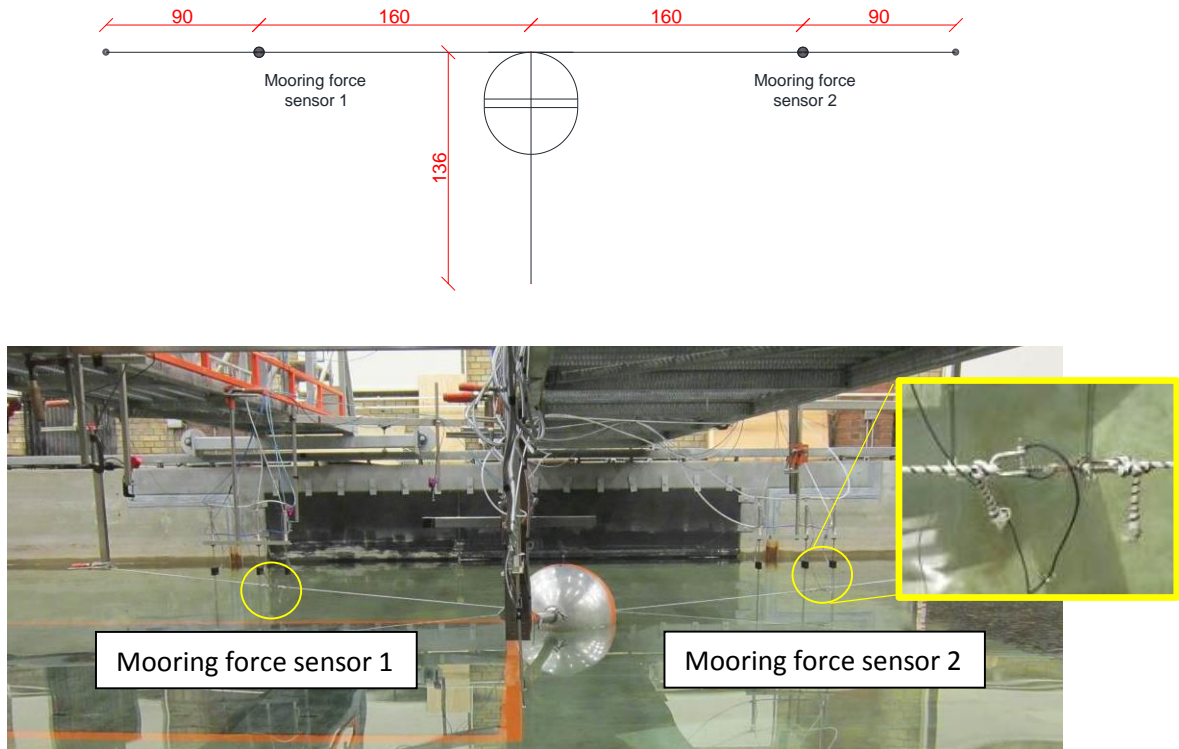 90 160 160 90
Mooring force
sensor 1
Mooring force
sensor 2
136
Mooring force sensor 1
Mooring force sensor 2